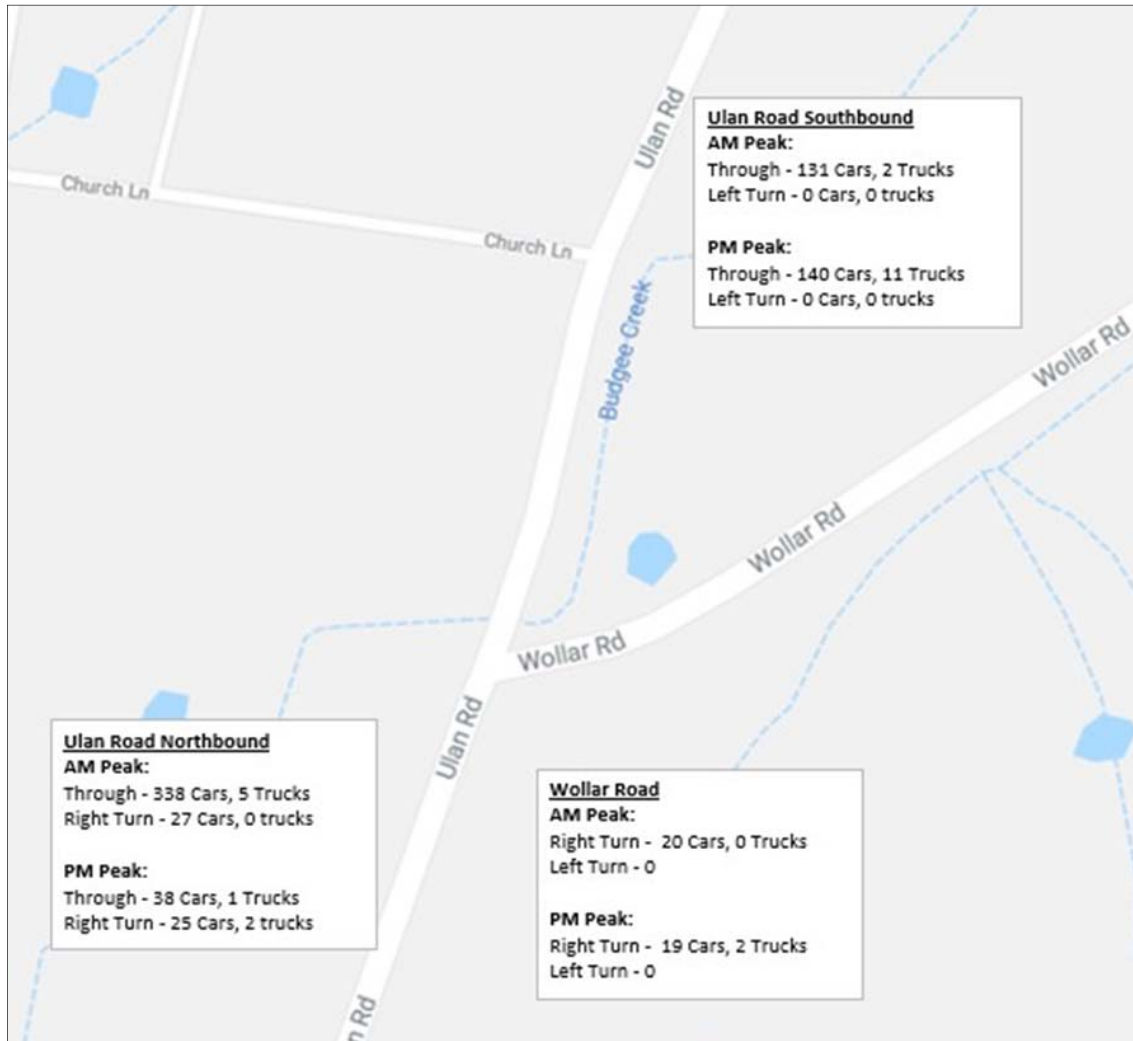 Ulan Rd
Ulan Road Southbound
AM Peak:
Through - 131 Cars, 2 Trucks
Left Turn - 0 Cars, 0 trucks
PM Peak:
Through - 140 Cars, 11 Trucks
Left Turn - 0 Cars, 0 trucks
Church Ln
Church Ln
Budgee Creek
Wollar Rd
Wollar Rd
Wollar Rd
Ulan Rd
Ulan Road Northbound
AM Peak:
Through - 338 Cars, 5 Trucks
Right Turn - 27 Cars, 0 trucks
PM Peak:
Through - 38 Cars, 1 Trucks
Right Turn - 25 Cars, 2 trucks
Wollar Road
AM Peak:
Right Turn -  20 Cars, 0 Trucks
Left Turn - 0
PM Peak:
Right Turn -  19 Cars, 2 Trucks
Left Turn - 0
n Rd